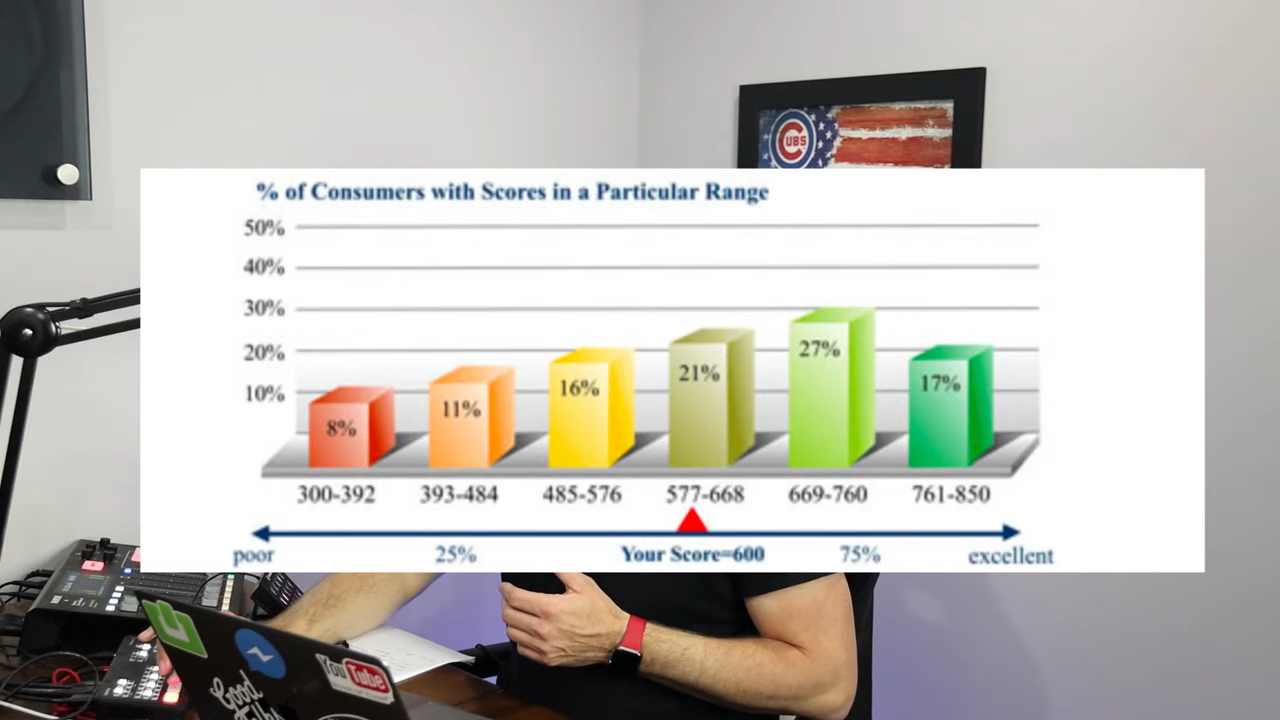 CUBS
% of Consumers with Scores in a Particular Range
50%
40%
30%
20%
10%
8%
11%
16%
21%
27%
17%
300-392 393-484 485-576 577-668 669-760 761-850
poor 25% Your Score=600 75% excellent
YouTube
Good